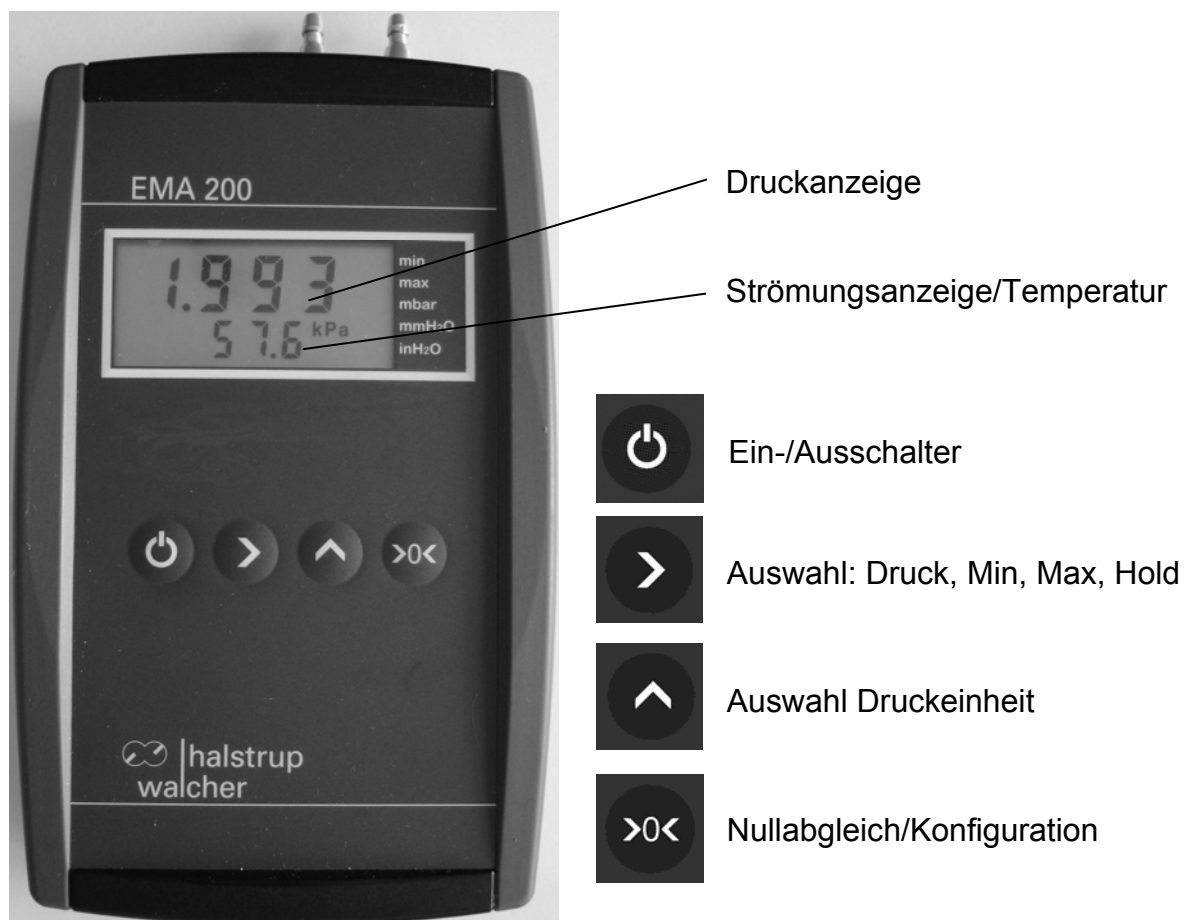 EMA 200
1.993
57.6 kPa
min
max
mbar
mmH2O
inH2O
>0<
halstrup
walcher
Druckanzeige
Strömungsanzeige/Temperatur
Ein-/Ausschalter
Auswahl: Druck, Min, Max, Hold
Auswahl Druckeinheit
>0<
Nullabgleich/Konfiguration